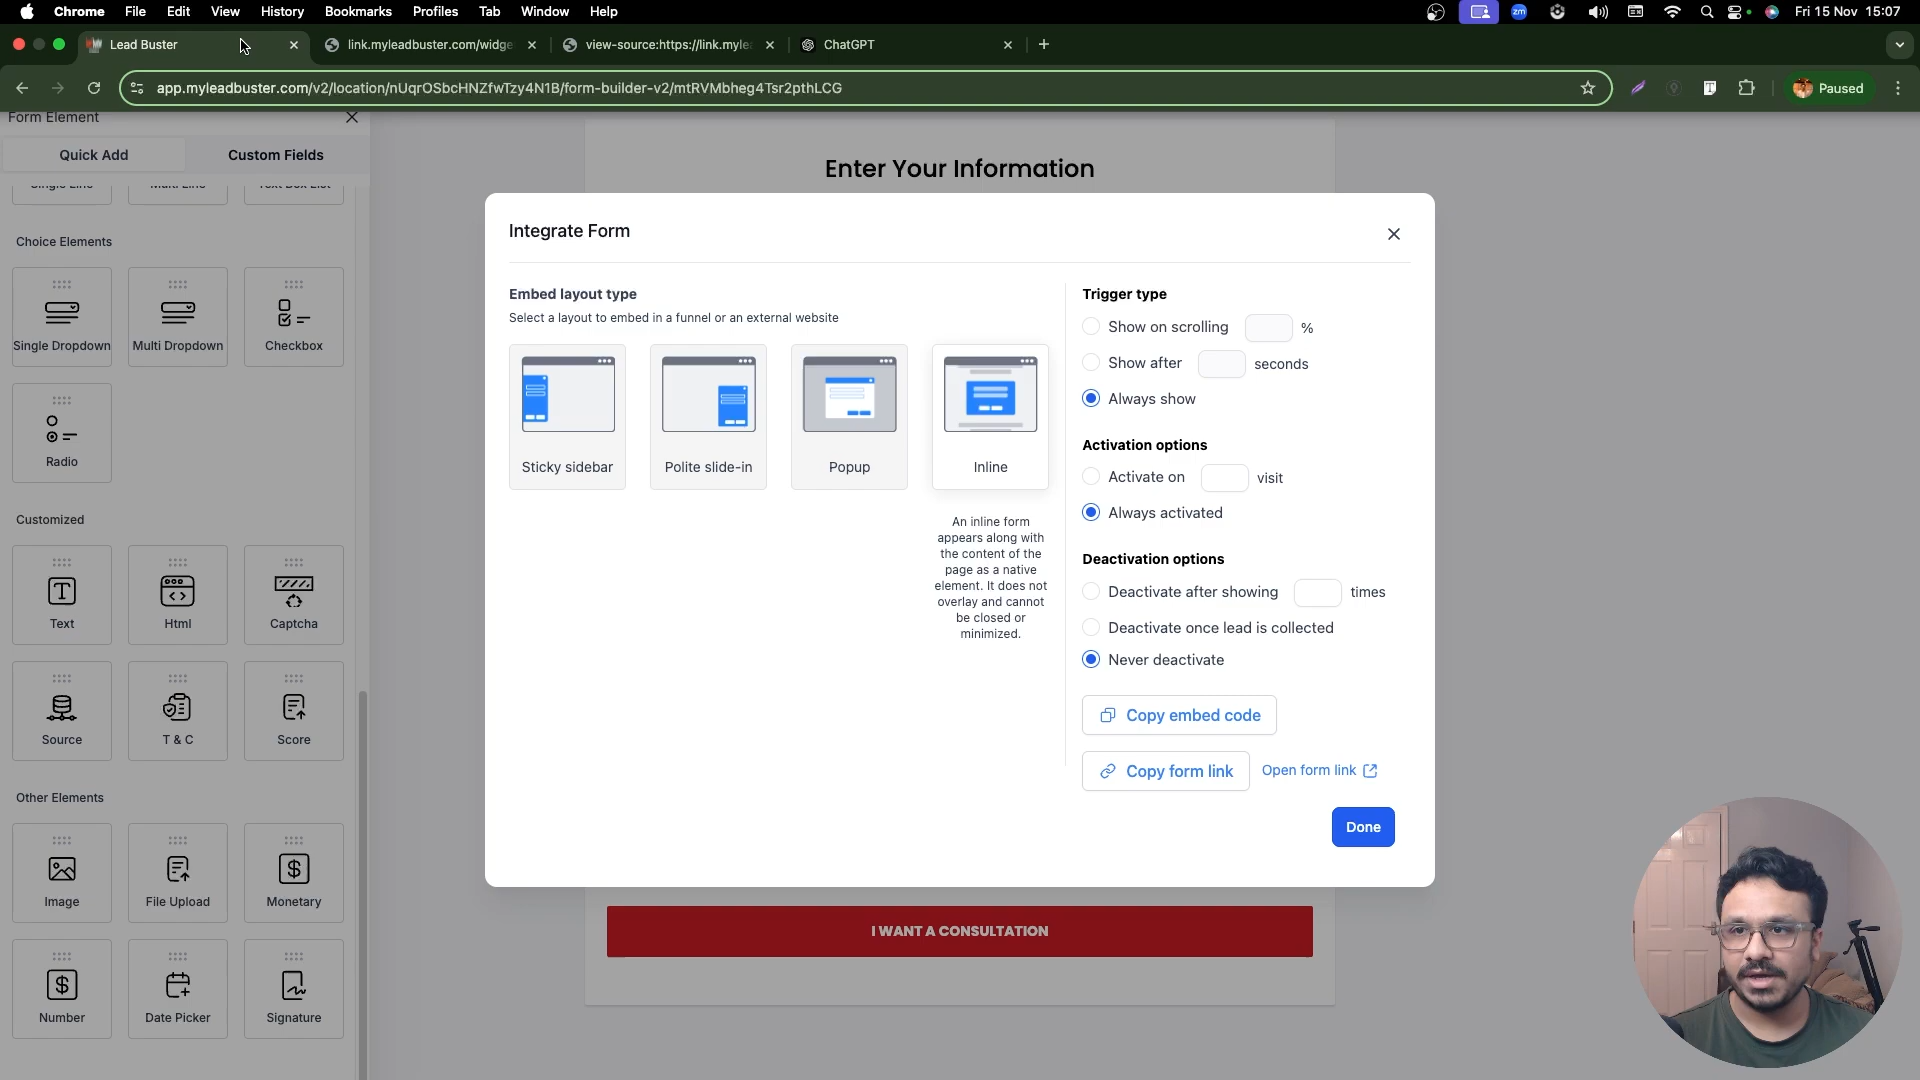 Chrome File Edit View History Bookmarks Profiles Tab Window Help
zm
Fri 15 Nov 15:07
Lead Buster
link.myleadbuster.com/widge
view-source:https://link.myle
ChatGPT
app.myleadbuster.com/v2/location/nUqrOSbcHNZfwTzy4N1B/form-builder-v2/mtRVMbheg4Tsr2pthLCG
Paused
Form Element
Quick Add
Custom Fields
Single Line
Multi Line
Text Box List
Choice Elements
Single Dropdown
Multi Dropdown
Checkbox
Radio
Customized
Text
Html
Captcha
Source
T & C
Score
Other Elements
Image
File Upload
Monetary
Number
Date Picker
Signature
Enter Your Information
Integrate Form
Embed layout type
Select a layout to embed in a funnel or an external website
Sticky sidebar
Polite slide-in
Popup
Inline
An inline form
appears along with
the content of the
page as a native
element. It does not
overlay and cannot
be closed or
minimized.
Trigger type
Show on scrolling %
Show after seconds
Always show
Activation options
Activate on visit
Always activated
Deactivation options
Deactivate after showing times
Deactivate once lead is collected
Never deactivate
Copy embed code
Copy form link
Open form link
Done
I WANT A CONSULTATION